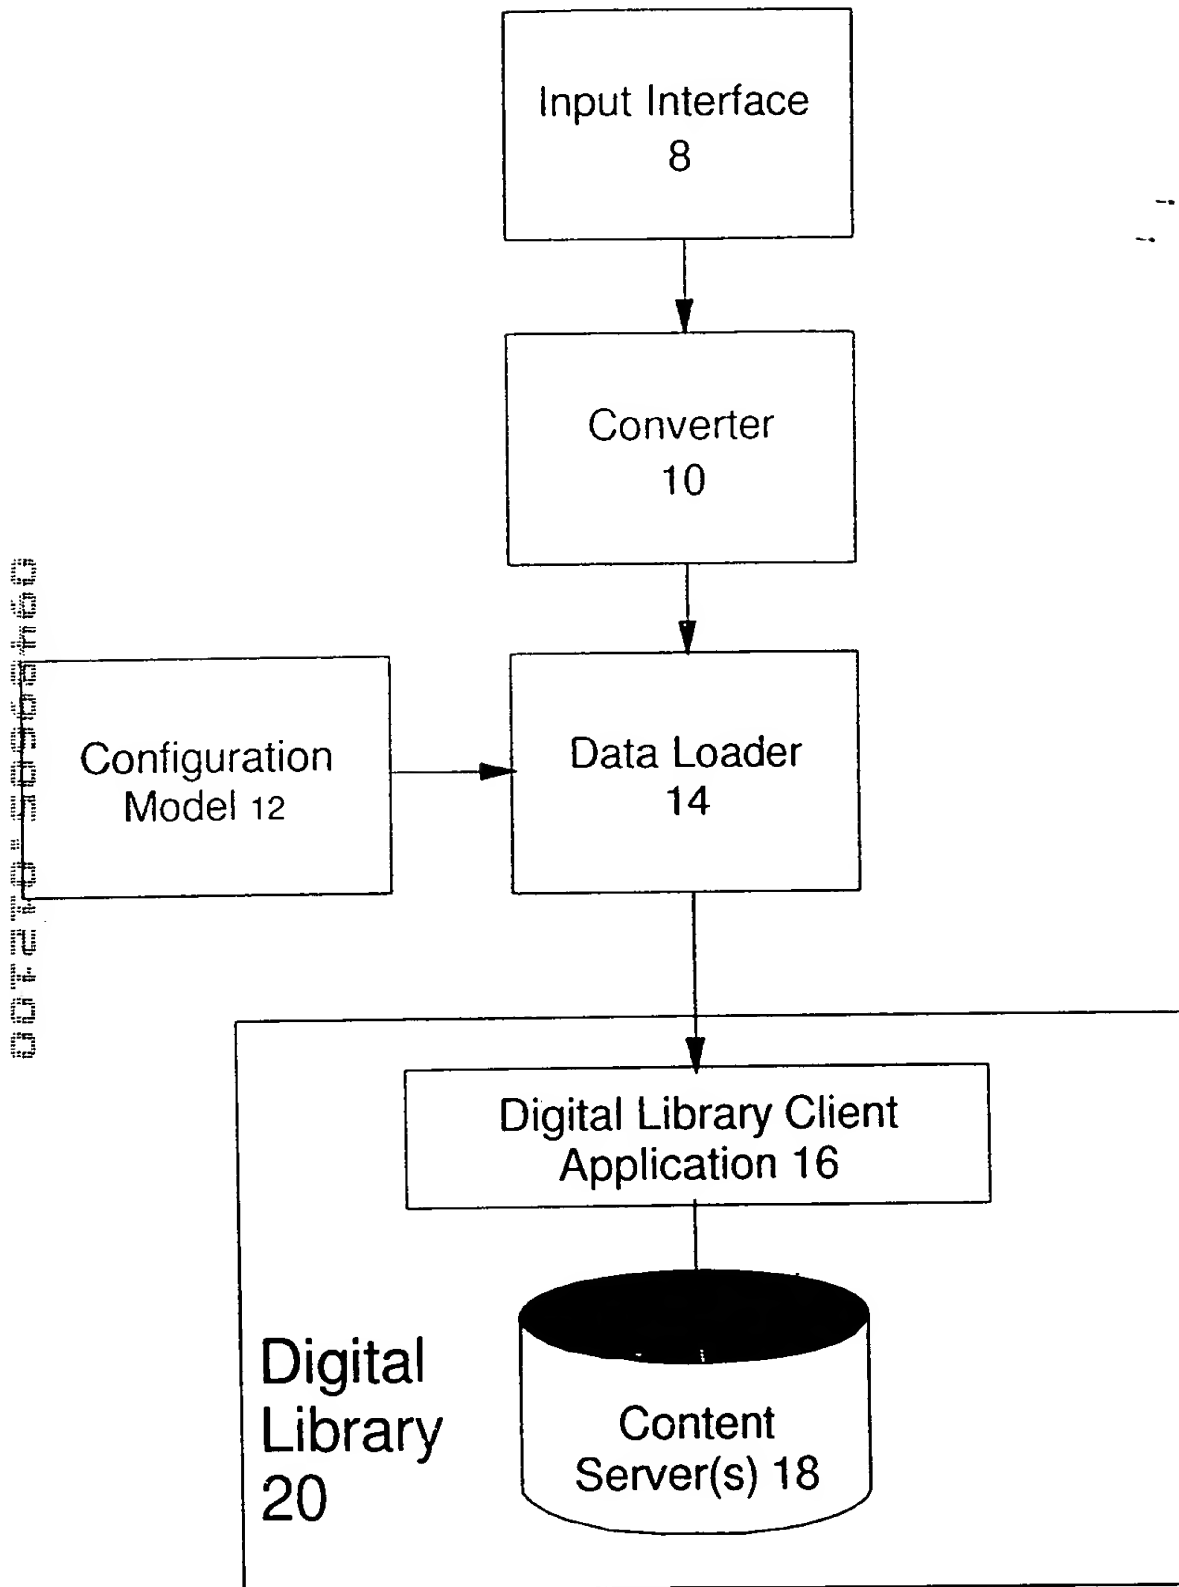 Input Interface
8
Converter
10
Configuration
Model 12
Data Loader
14
Digital Library Client
Application 16
Digital
Library
20
Content
Server(s) 18